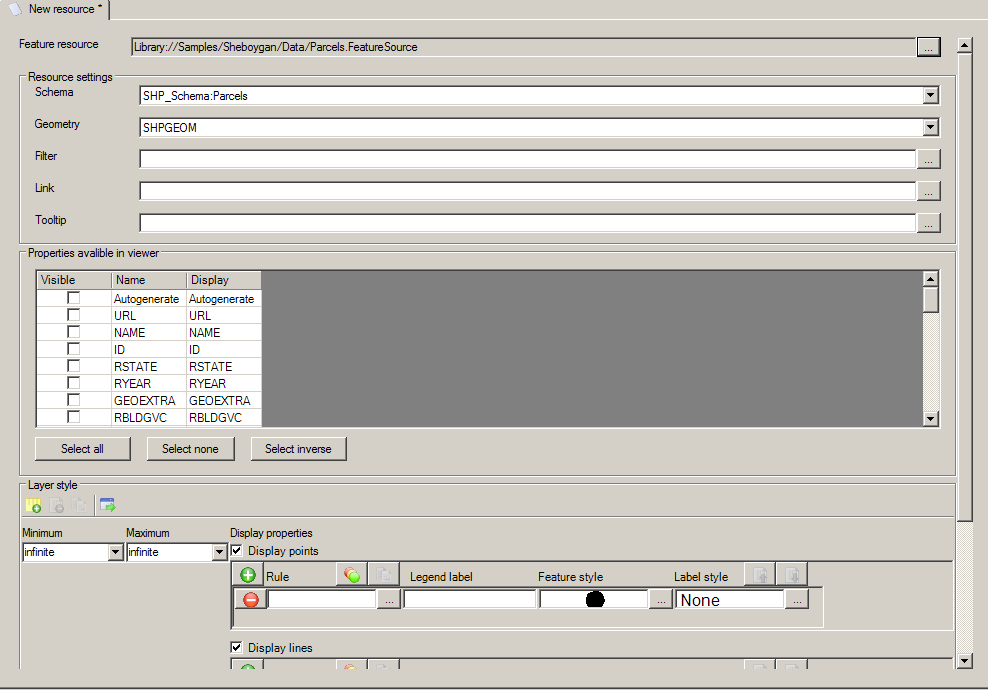 New resource *
Feature resource
Library://Samples/Sheboygan/Data/Parcels.FeatureSource
...
Resource settings
Schema
SHP_Schema:Parcels
Geometry
SHPGEOM
Filter
...
Link
...
Tooltip
...
Properties avalible in viewer
Visible Name Display
Autogenerate Autogenerate
URL URL
NAME NAME
ID ID
RSTATE RSTATE
RYEAR RYEAR
GEOEXTRA GEOEXTRA
RBLDGVC RBLDGVC
Select all Select none Select inverse
Layer style
Minimum Maximum Display properties
infinite infinite Display points
Rule Legend label Feature style Label style
... ... None ...
Display lines